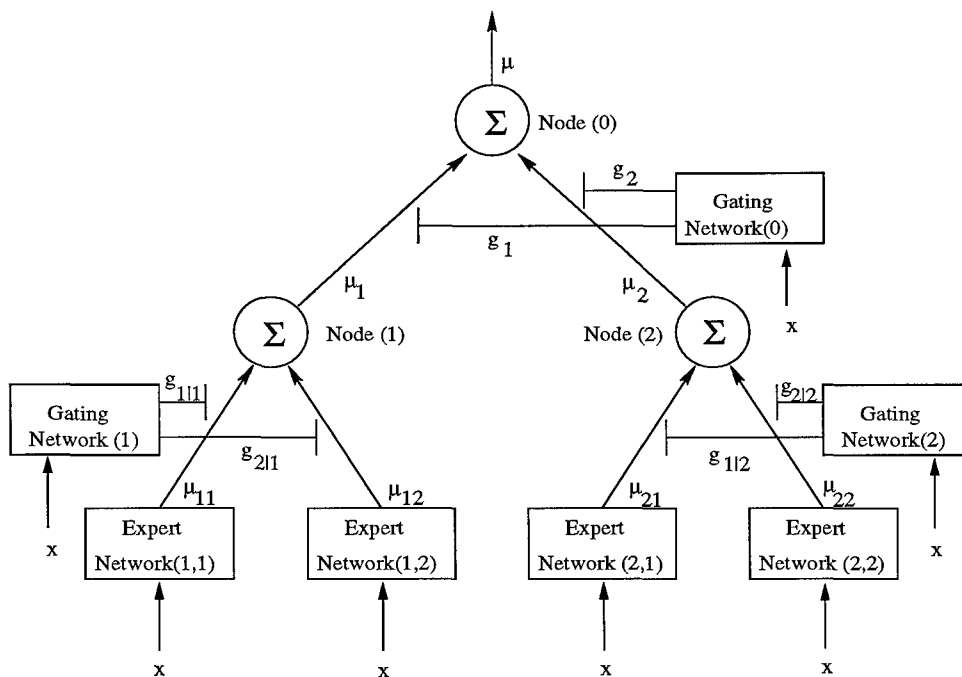 μ
Σ Node (0)
g2
Gating
Network(0)
g1
μ1
μ2
x
Σ Node (1)
Node (2) Σ
g1|1
Gating
Network (1)
g2|1
g2|2
Gating
Network(2)
g1|2
μ11
μ12
μ21
μ22
x
Expert
Network(1,1)
Expert
Network(1,2)
Expert
Network (2,1)
Expert
Network (2,2)
x
x
x
x
x